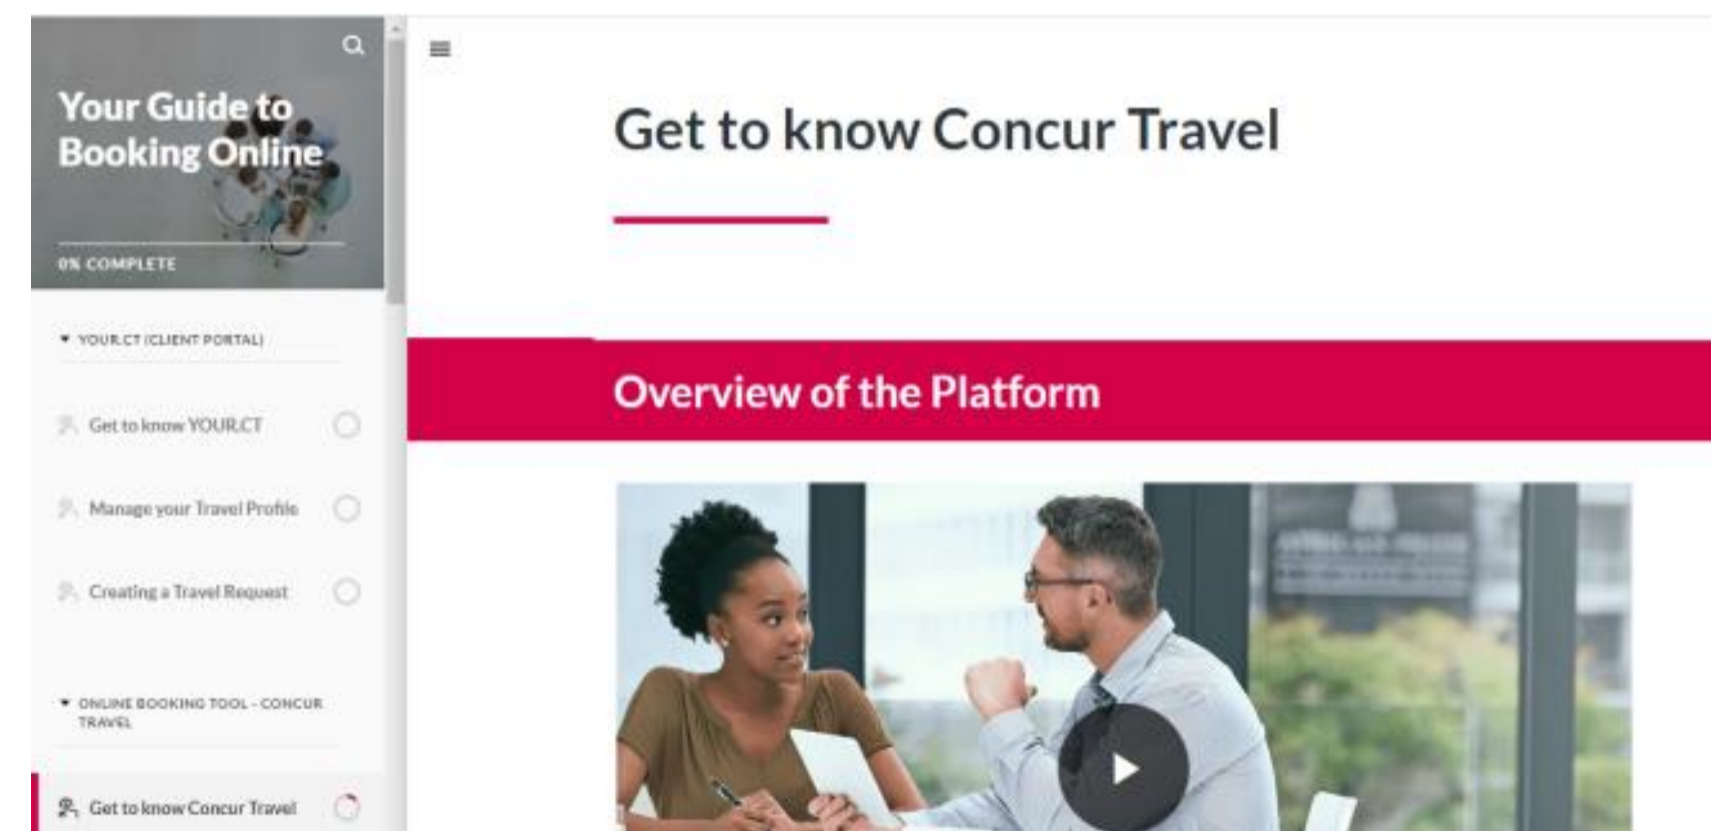 Your Guide to
Booking Online
0% COMPLETE
YOUR.CT (CLIENT PORTAL)
Get to know YOUR.CT
Manage your Travel Profile
Creating a Travel Request
ONLINE BOOKING TOOL - CONCUR
TRAVEL
Get to know Concur Travel
Get to know Concur Travel
Overview of the Platform